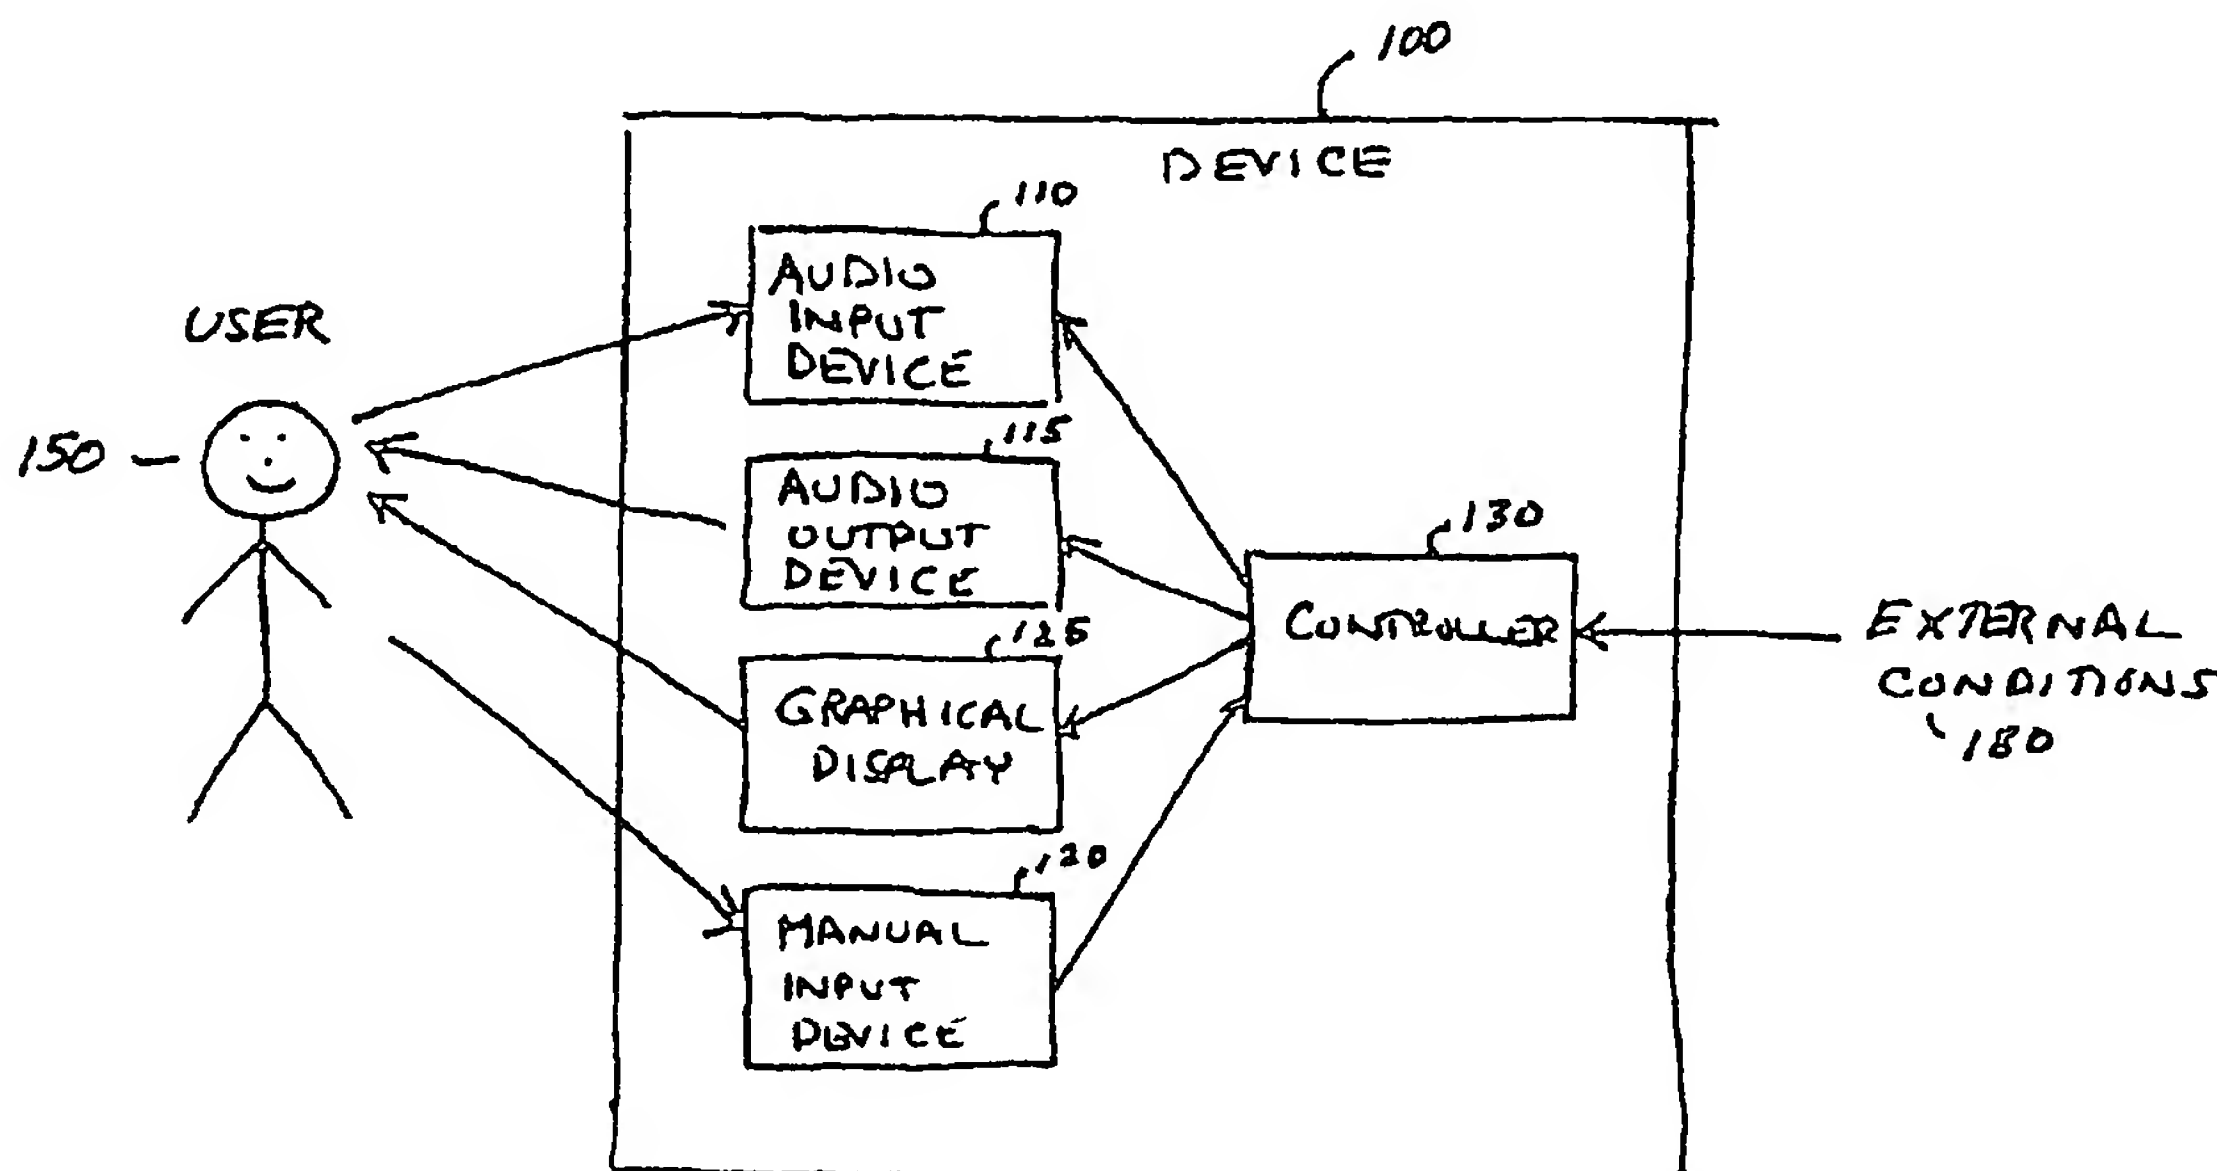 100
DEVICE
110
AUDIO
INPUT
DEVICE
USER
150
115
AUDIO
OUTPUT
DEVICE
130
CONTROLLER
EXTERNAL
CONDITIONS
180
125
GRAPHICAL
DISPLAY
120
MANUAL
INPUT
DEVICE